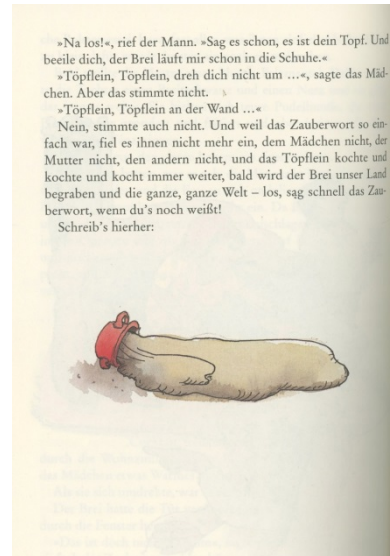 »Na los!«, rief der Mann. »Sag es schon, es ist dein Topf. Und
beeile dich, der Brei läuft mir schon in die Schuhe.«
»Töpflein, Töpflein, dreh dich nicht um ...«, sagte das Mäd-
chen. Aber das stimmte nicht.
»Töpflein, Töpflein an der Wand ...«
Nein, stimmte auch nicht. Und weil das Zauberwort so ein-
fach war, fiel es ihnen nicht mehr ein, dem Mädchen nicht, der
Mutter nicht, den andern nicht, und das Töpflein kochte und
kochte und kocht immer weiter, bald wird der Brei unser Land
begraben und die ganze, ganze Welt – los, sag schnell das Zau-
berwort, wenn du's noch weißt!
Schreib's hierher: